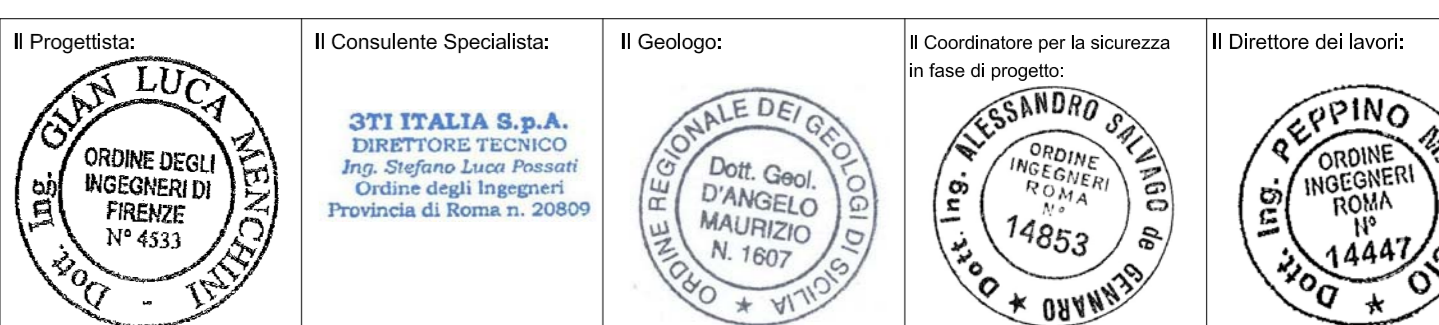 Il Progettista:
Dott. Ing. GIAN LUCA MENCHINI -
ORDINE DEGLI
INGEGNERI DI
FIRENZE
N° 4533
Il Consulente Specialista:
3TI ITALIA S.p.A.
DIRETTORE TECNICO
Ing. Stefano Luca Possati
Ordine degli Ingegneri
Provincia di Roma n. 20809
Il Geologo:
ORDINE REGIONALE DEI GEOLOGI DI SICILIA
Dott. Geol.
D'ANGELO
MAURIZIO
N. 1607
Il Coordinatore per la sicurezza
in fase di progetto:
Dott. Ing. ALESSANDRO SALVAGO de GENNARO
ORDINE
INGEGNERI
ROMA
N°
14853
Il Direttore dei lavori:
Dott. Ing. PEPPINO
ORDINE
INGEGNERI
ROMA
N°
14447